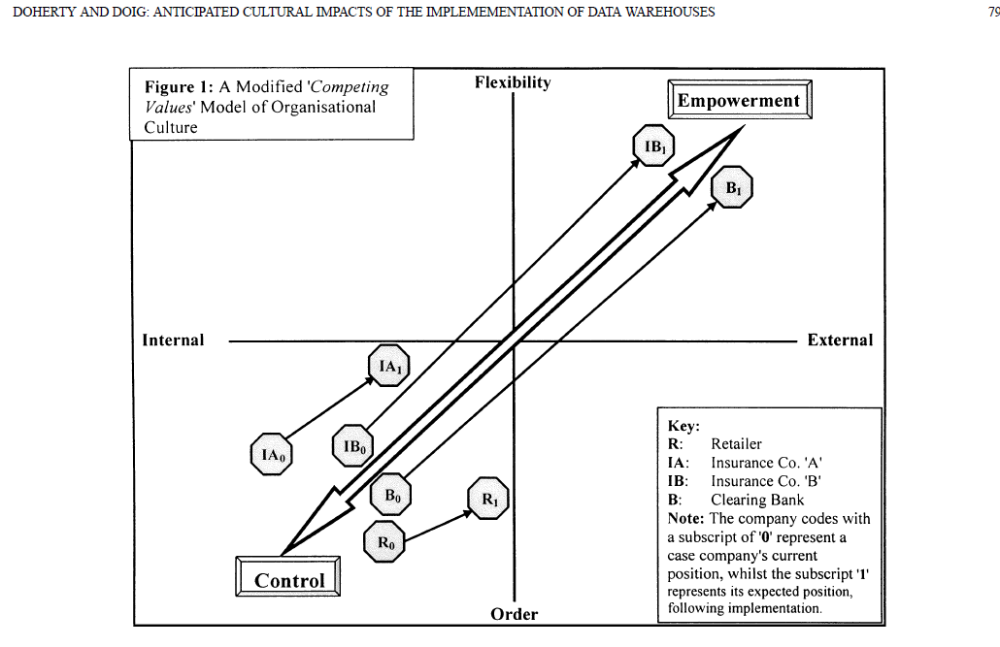 DOHERTY AND DOIG: ANTICIPATED CULTURAL IMPACTS OF THE IMPLEMEMENTATION OF DATA WAREHOUSES 79
Figure 1: A Modified 'Competing
Values' Model of Organisational
Culture
Flexibility
Empowerment
IB1
B1
Internal
External
IA1
IA0
IB0
B0
R1
R0
Control
Order
Key:
R: Retailer
IA: Insurance Co. 'A'
IB: Insurance Co. 'B'
B: Clearing Bank
Note: The company codes with
a subscript of '0' represent a
case company's current
position, whilst the subscript '1'
represents its expected position,
following implementation.